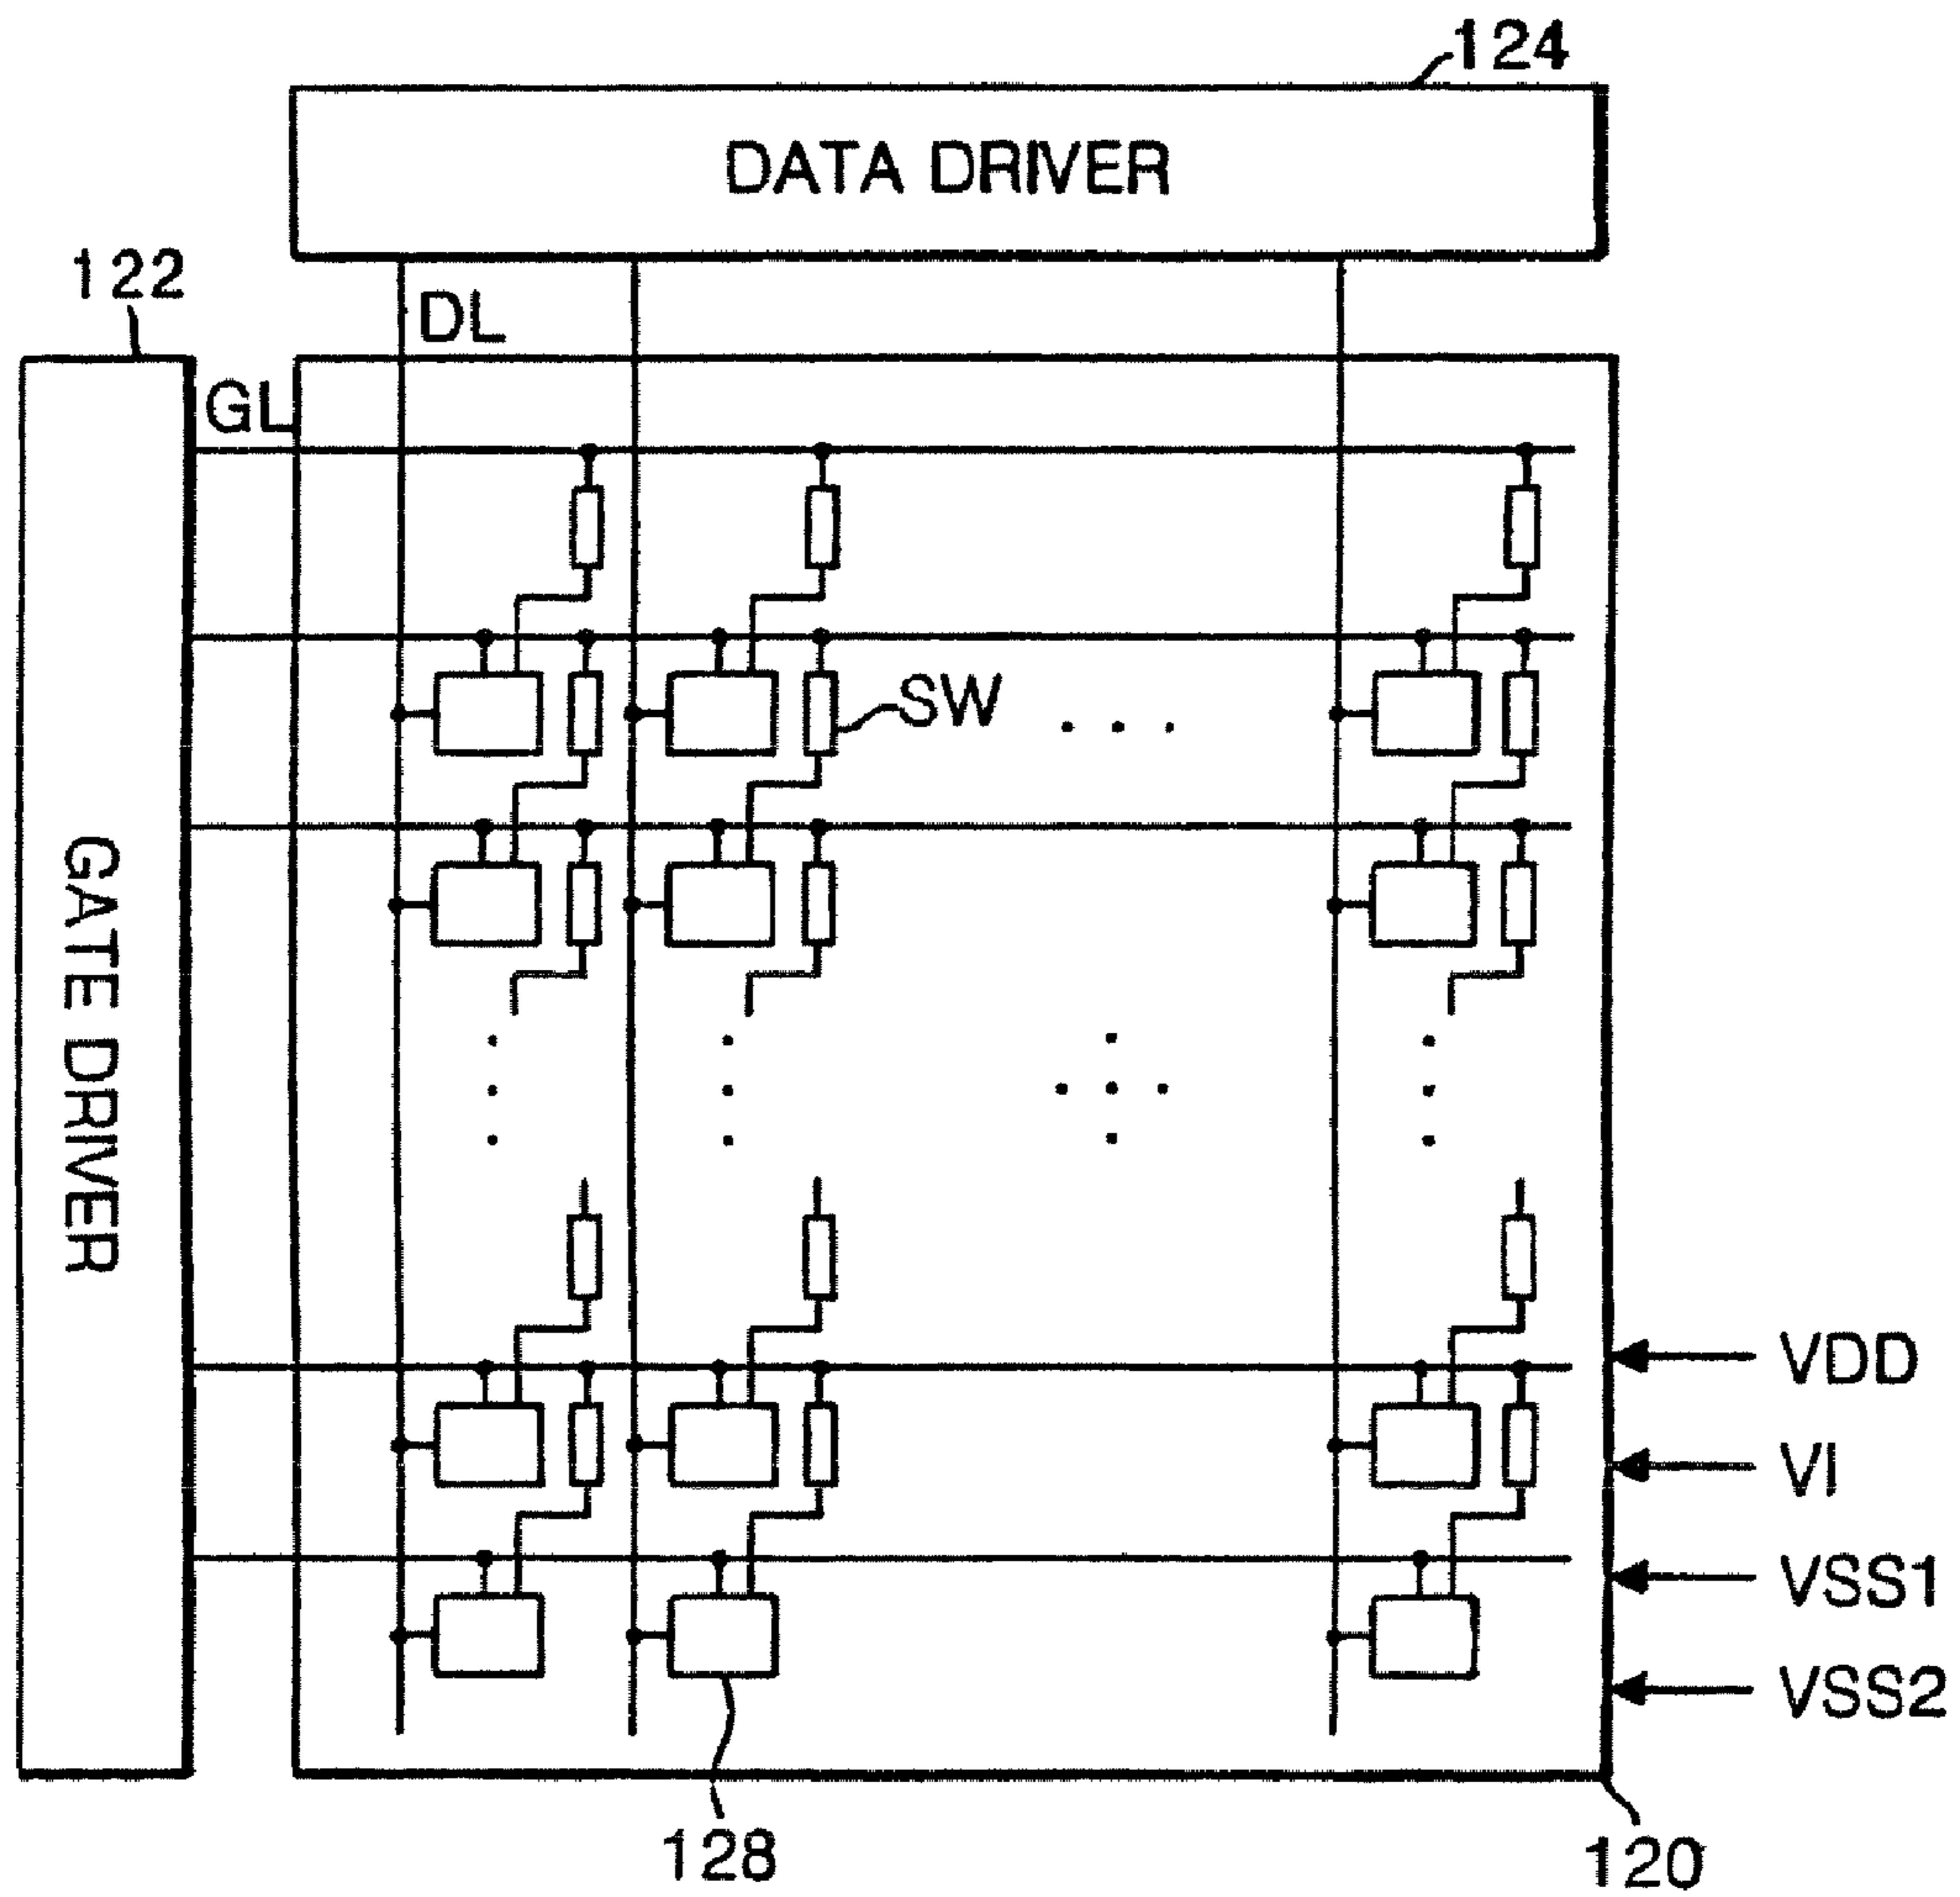 124
DATA DRIVER
122
DL
GL
SW
GATE DRIVER
VDD
VI
VSS1
VSS2
128
120